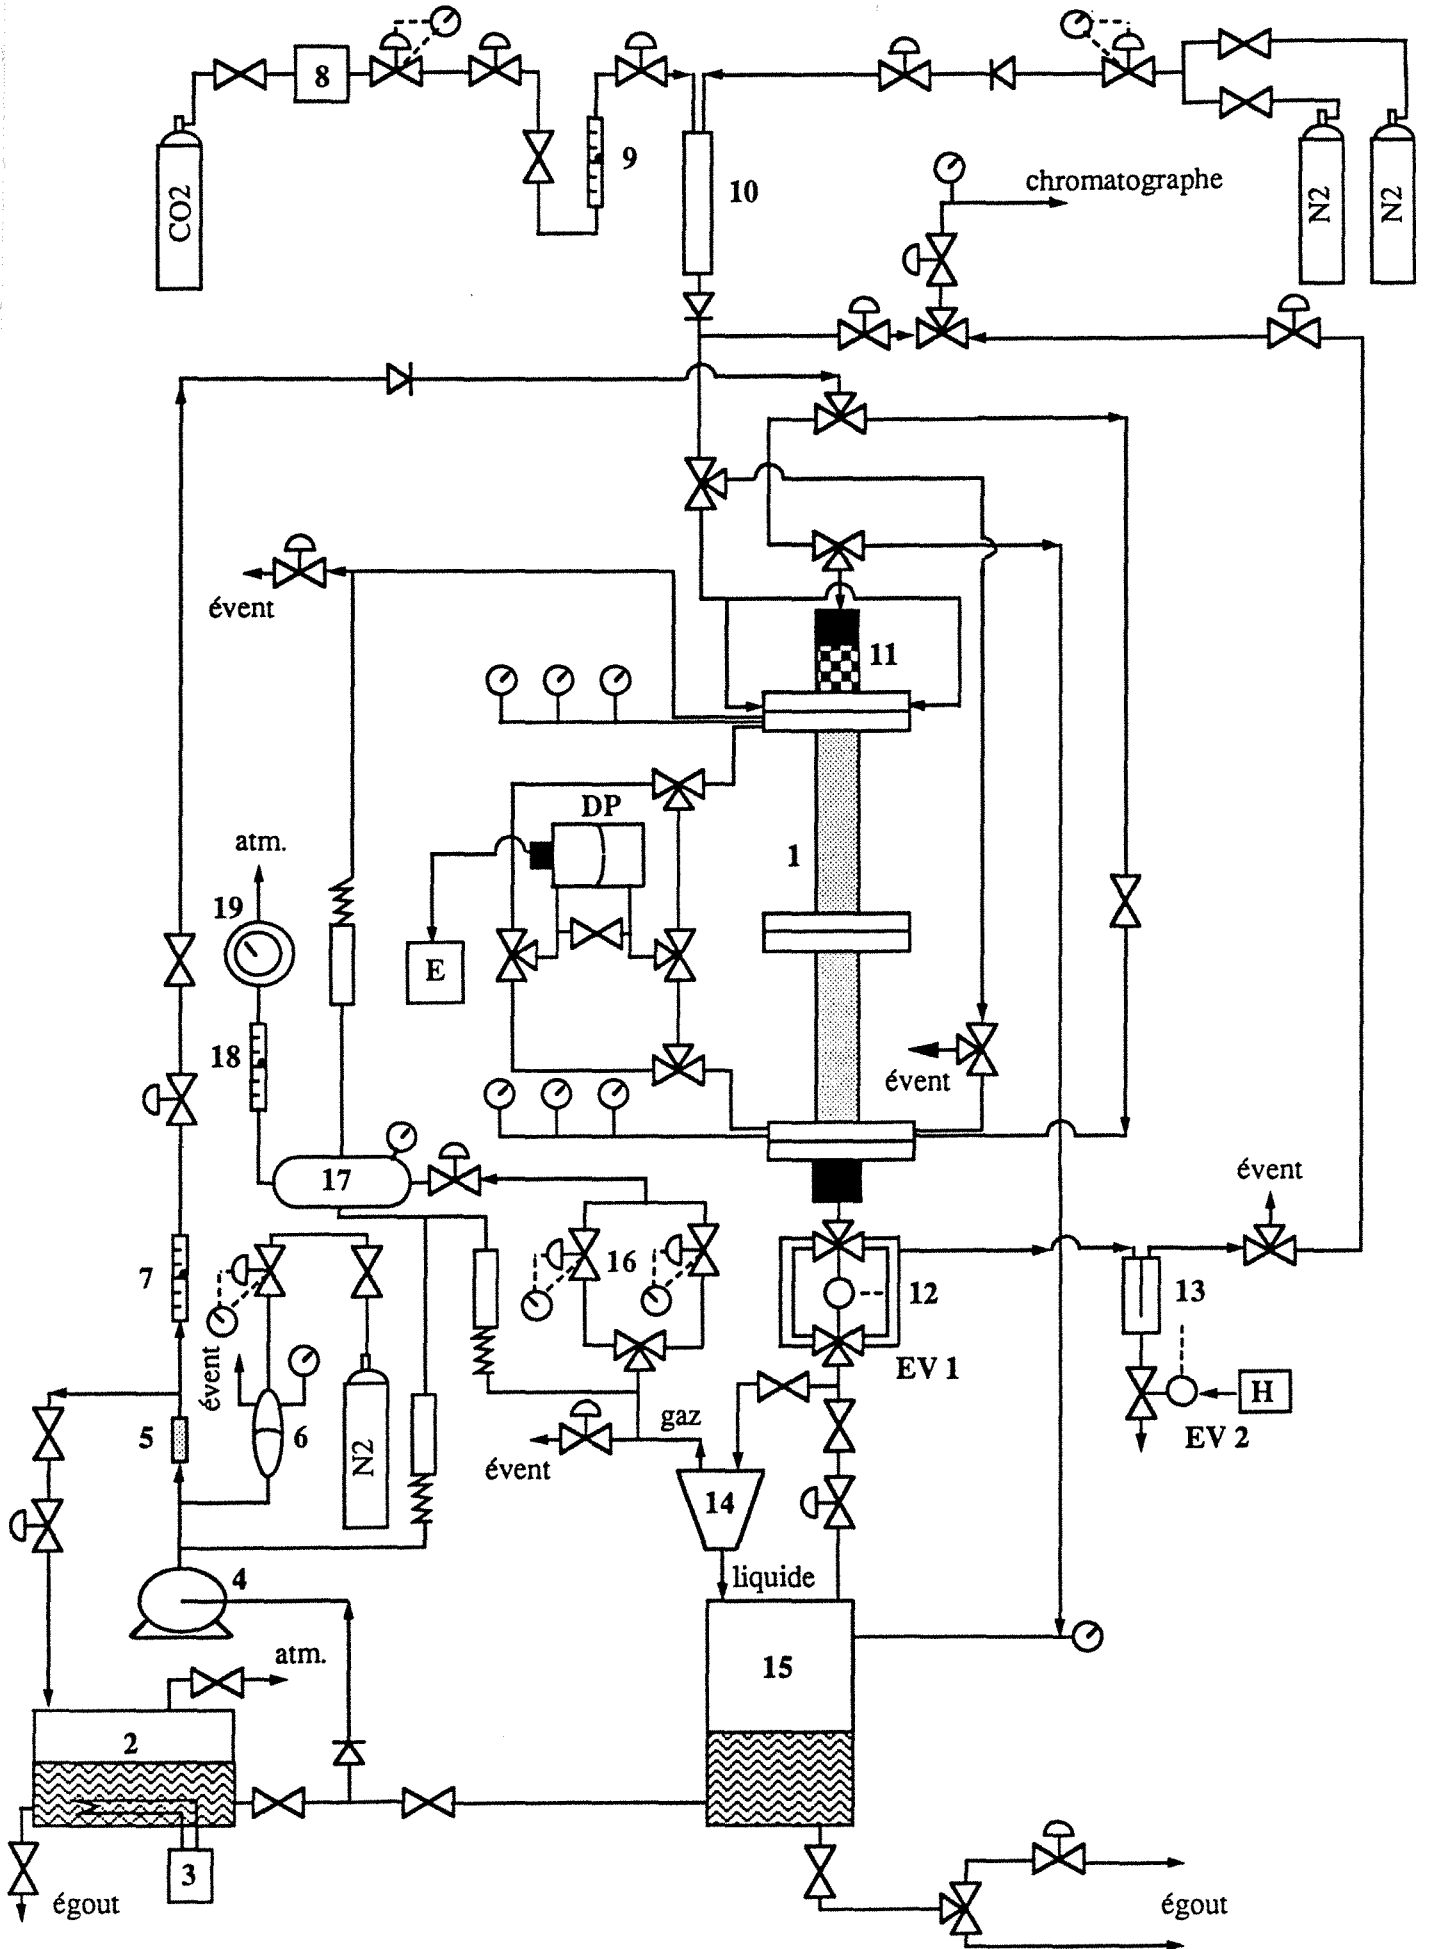 8
9
10
CO2
chromatographe
N2
N2
évent
11
DP
1
atm.
19
E
18
évent
17
évent
7
16
12
13
EV 1
H
EV 2
évent
5
6
N2
gaz
évent
14
4
liquide
atm.
15
2
3
égout
égout